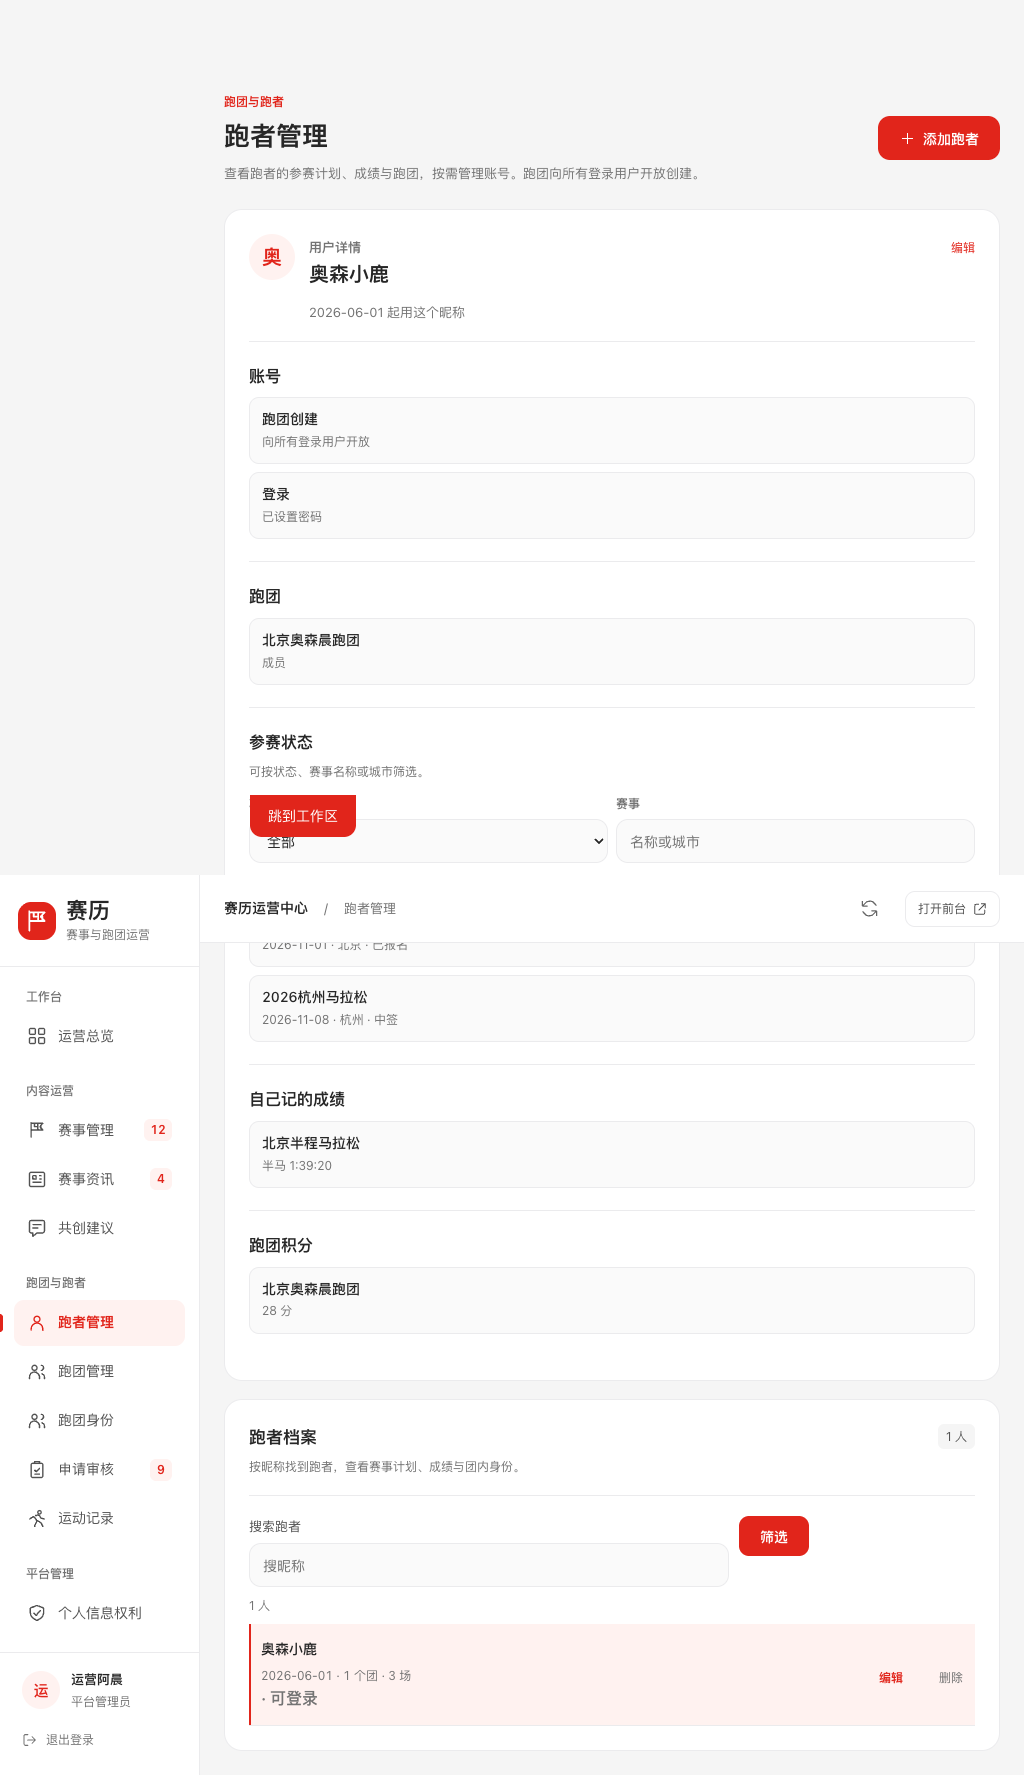 跑团与跑者
跑者管理
添加跑者
查看跑者的参赛计划、成绩与跑团，按需管理账号。跑团向所有登录用户开放创建。
奥
用户详情
编辑
奥森小鹿
2026-06-01 起用这个昵称
账号
跑团创建
向所有登录用户开放
登录
已设置密码
跑团
北京奥森晨跑团
成员
参赛状态
可按状态、赛事名称或城市筛选。
跳到工作区
赛事
全部
名称或城市
赛历
赛事与跑团运营
赛历运营中心 / 跑者管理
打开前台
2026-11-01 · 北京 · 已报名
2026杭州马拉松
2026-11-08 · 杭州 · 中签
自己记的成绩
北京半程马拉松
半马 1:39:20
跑团积分
北京奥森晨跑团
28 分
工作台
运营总览
内容运营
赛事管理 12
赛事资讯 4
共创建议
跑团与跑者
跑者管理
跑团管理
跑团身份
申请审核 9
运动记录
平台管理
个人信息权利
运
运营阿晨
平台管理员
退出登录
跑者档案
1 人
按昵称找到跑者，查看赛事计划、成绩与团内身份。
搜索跑者
搜昵称
筛选
1 人
奥森小鹿
2026-06-01 · 1 个团 · 3 场
· 可登录
编辑
删除